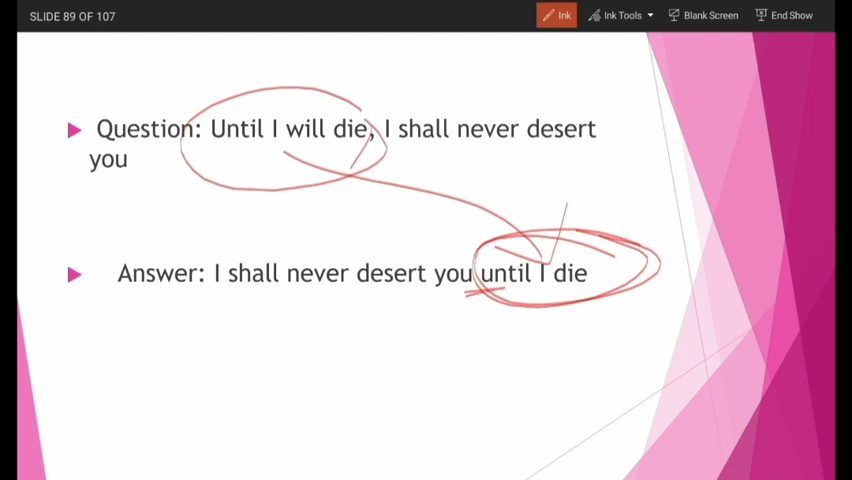 SLIDE 89 OF 107 Ink Ink Tools Blank Screen End Show
Question: Until I will die, I shall never desert
you
Answer: I shall never desert you until I die